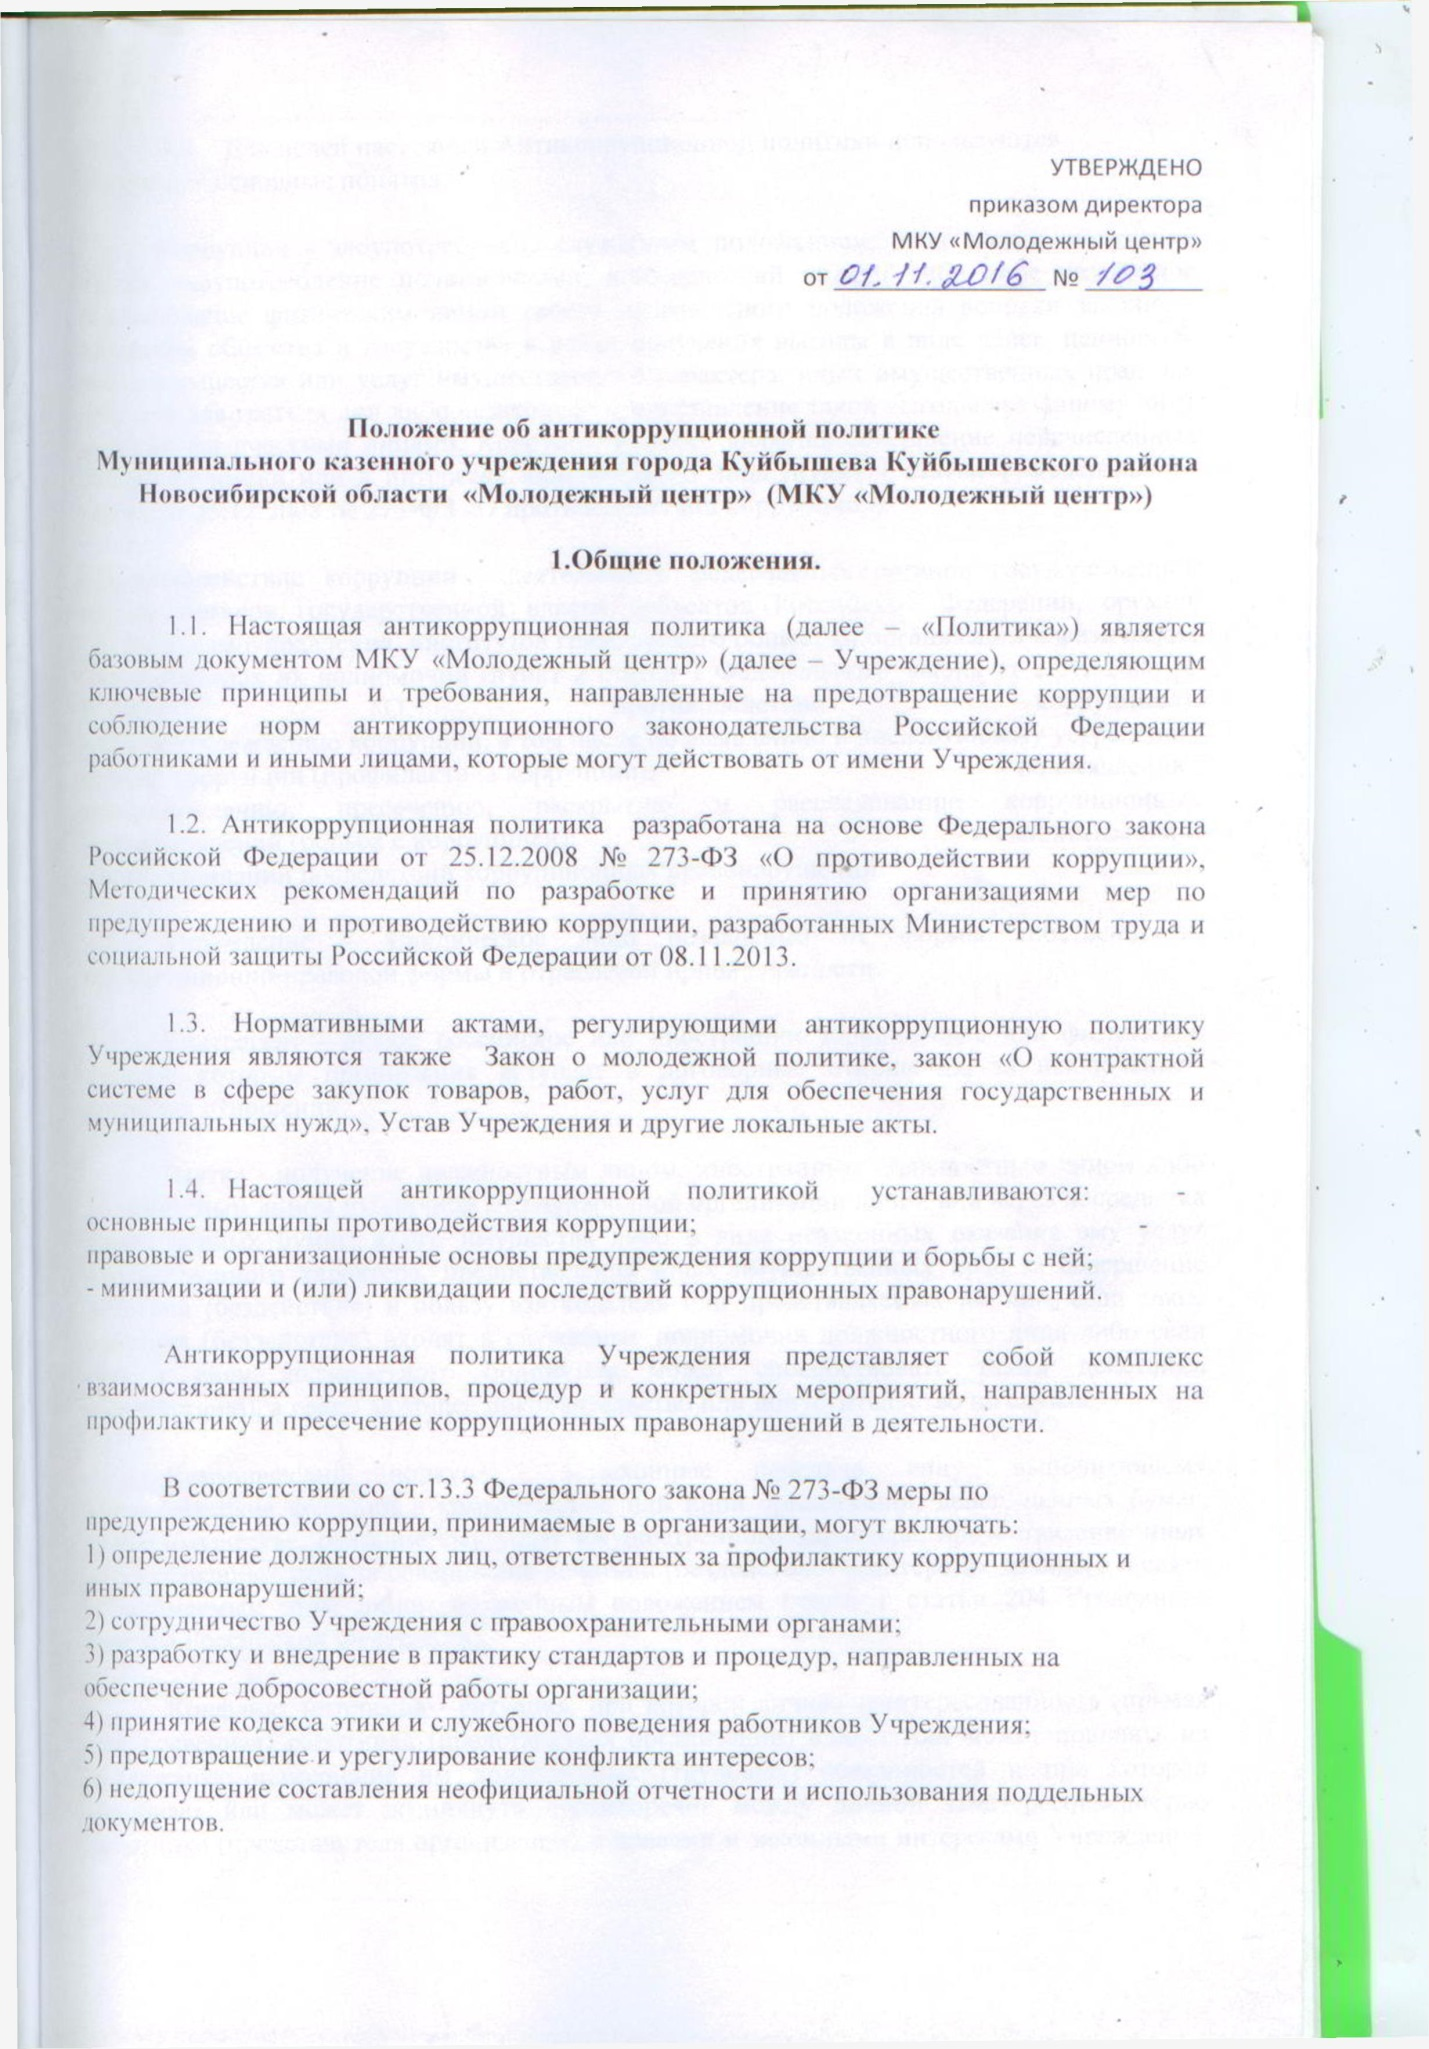 УТВЕРЖДЕНО
приказом директора
МКУ «Молодежный центр»
от 01.11.2016 № 103
Положение об антикоррупционной политике
Муниципального казенного учреждения города Куйбышева Куйбышевского района
Новосибирской области «Молодежный центр» (МКУ «Молодежный центр»)
1.Общие положения.
1.1. Настоящая антикоррупционная политика (далее – «Политика») является
базовым документом МКУ «Молодежный центр» (далее – Учреждение), определяющим
ключевые принципы и требования, направленные на предотвращение коррупции и
соблюдение норм антикоррупционного законодательства Российской Федерации
работниками и иными лицами, которые могут действовать от имени Учреждения.
1.2. Антикоррупционная политика разработана на основе Федерального закона
Российской Федерации от 25.12.2008 № 273-ФЗ «О противодействии коррупции»,
Методических рекомендаций по разработке и принятию организациями мер по
предупреждению и противодействию коррупции, разработанных Министерством труда и
социальной защиты Российской Федерации от 08.11.2013.
1.3. Нормативными актами, регулирующими антикоррупционную политику
Учреждения являются также Закон о молодежной политике, закон «О контрактной
системе в сфере закупок товаров, работ, услуг для обеспечения государственных и
муниципальных нужд», Устав Учреждения и другие локальные акты.
1.4. Настоящей антикоррупционной политикой устанавливаются: -
основные принципы противодействия коррупции; -
правовые и организационные основы предупреждения коррупции и борьбы с ней;
- минимизации и (или) ликвидации последствий коррупционных правонарушений.
Антикоррупционная политика Учреждения представляет собой комплекс
взаимосвязанных принципов, процедур и конкретных мероприятий, направленных на
профилактику и пресечение коррупционных правонарушений в деятельности.
В соответствии со ст.13.3 Федерального закона № 273-ФЗ меры по
предупреждению коррупции, принимаемые в организации, могут включать:
1) определение должностных лиц, ответственных за профилактику коррупционных и
иных правонарушений;
2) сотрудничество Учреждения с правоохранительными органами;
3) разработку и внедрение в практику стандартов и процедур, направленных на
обеспечение добросовестной работы организации;
4) принятие кодекса этики и служебного поведения работников Учреждения;
5) предотвращение и урегулирование конфликта интересов;
6) недопущение составления неофициальной отчетности и использования поддельных
документов.